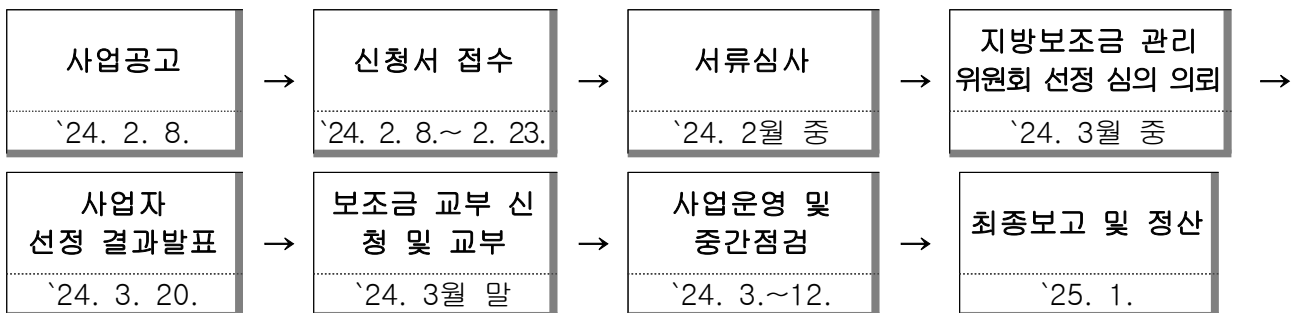 사업공고
`24. 2. 8.
→
신청서 접수
`24. 2. 8.~ 2. 23.
→
서류심사
`24. 2월 중
→
지방보조금 관리
위원회 선정 심의 의뢰
`24. 3월 중
→
사업자
선정 결과발표
`24. 3. 20.
→
보조금 교부 신
청 및 교부
`24. 3월 말
→
사업운영 및
중간점검
`24. 3.~12.
→
최종보고 및 정산
`25. 1.